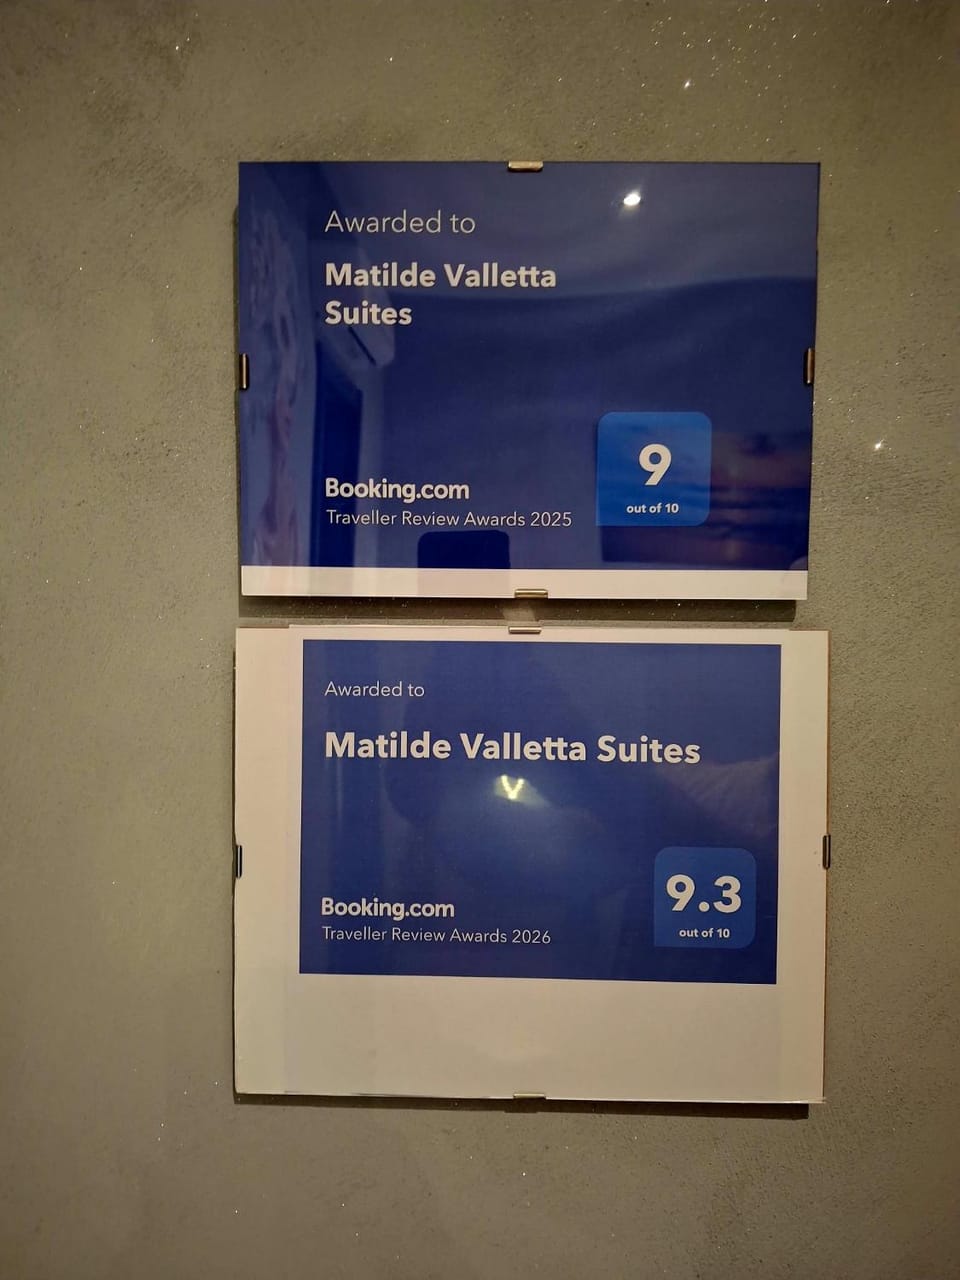 Awarded to
Matilde Valletta
Suites
9
out of 10
Booking.com
Traveller Review Awards 2025
Awarded to
Matilde Valletta Suites
9.3
out of 10
Booking.com
Traveller Review Awards 2026